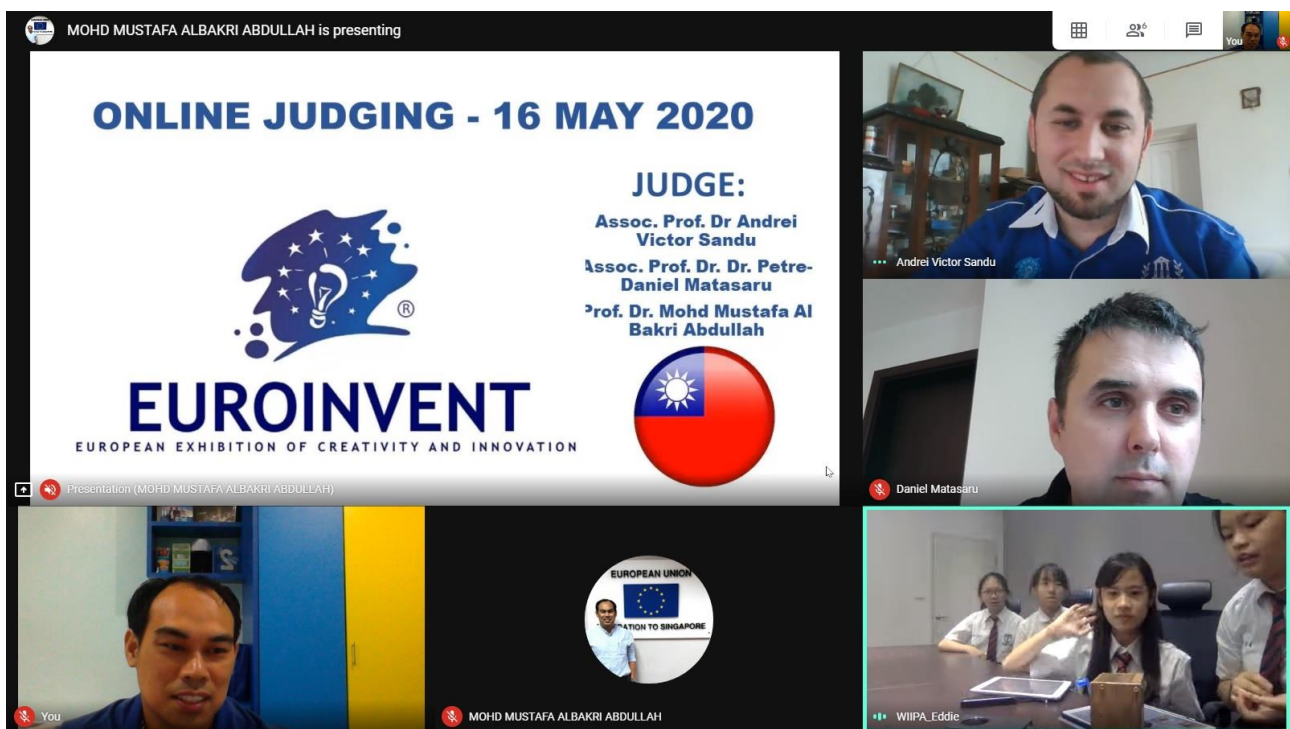 MOHD MUSTAFA ALBAKRI ABDULLAH is presenting
6
You
ONLINE JUDGING - 16 MAY 2020
JUDGE:
Assoc. Prof. Dr Andrei
Victor Sandu
Assoc. Prof. Dr. Dr. Petre-
Daniel Matasaru
Prof. Dr. Mohd Mustafa Al
Bakri Abdullah
®
EUROINVENT
EUROPEAN EXHIBITION OF CREATIVITY AND INNOVATION
Presentation (MOHD MUSTAFA ALBAKRI ABDULLAH)
Andrei Victor Sandu
Daniel Matasaru
You
EUROPEAN UNION
TO SINGAPORE
MOHD MUSTAFA ALBAKRI ABDULLAH
WIIPA_Eddie